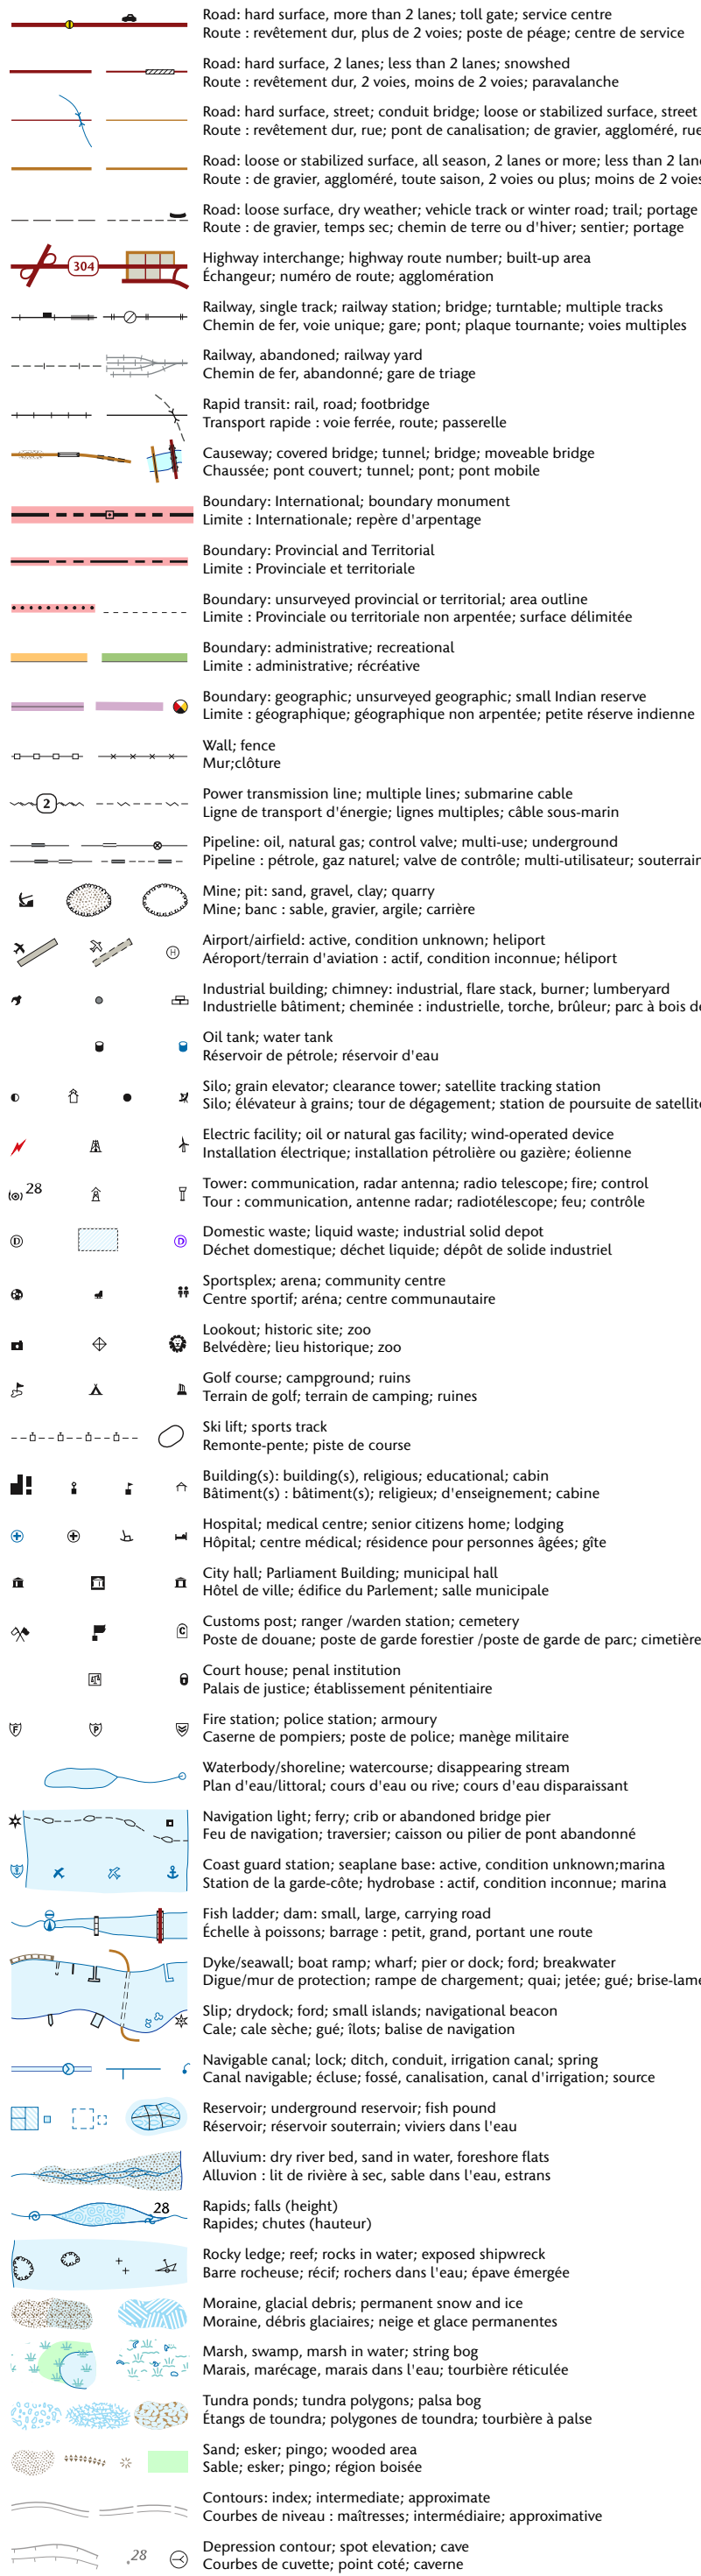 Road: hard surface, more than 2 lanes; toll gate; service centre
Route : revêtement dur, plus de 2 voies; poste de péage; centre de service
Road: hard surface, 2 lanes; less than 2 lanes; snowshed
Route : revêtement dur, 2 voies, moins de 2 voies; paravalanche
Road: hard surface, street; conduit bridge; loose or stabilized surface, street
Route : revêtement dur, rue; pont de canalisation; de gravier, aggloméré, rue
Road: loose or stabilized surface, all season, 2 lanes or more; less than 2
Route : de gravier, aggloméré, toute saison, 2 voies ou plus; moins de 2 voies
Road: loose surface, dry weather; vehicle track or winter road; trail; portage
Route : de gravier, temps sec; chemin de terre ou d'hiver; sentier; portage
304
Highway interchange; highway route number; built-up area
Échangeur; numéro de route; agglomération
Railway, single track; railway station; bridge; turntable; multiple tracks
Chemin de fer, voie unique; gare; pont; plaque tournante; voies multiples
Railway, abandoned; railway yard
Chemin de fer, abandonné; gare de triage
Rapid transit: rail, road; footbridge
Transport rapide : voie ferrée, route; passerelle
Causeway; covered bridge; tunnel; bridge; moveable bridge
Chaussée; pont couvert; tunnel; pont; pont mobile
Boundary: International; boundary monument
Limite : Internationale; repère d'arpentage
Boundary: Provincial and Territorial
Limite : Provinciale et territoriale
Boundary: unsurveyed provincial or territorial; area outline
Limite : Provinciale ou territoriale non arpentée; surface délimitée
Boundary: administrative; recreational
Limite : administrative; récréative
Boundary: geographic; unsurveyed geographic; small Indian reserve
Limite : géographique; géographique non arpentée; petite réserve indienne
Wall; fence
Mur;clôture
2
Power transmission line; multiple lines; submarine cable
Ligne de transport d'énergie; lignes multiples; câble sous-marin
Pipeline: oil, natural gas; control valve; multi-use; underground
Pipeline : pétrole, gaz naturel; valve de contrôle; multi-utilisateur; souterrain
Mine; pit: sand, gravel, clay; quarry
Mine; banc : sable, gravier, argile; carrière
H
Airport/airfield: active, condition unknown; heliport
Aéroport/terrain d'aviation : actif, condition inconnue; héliport
Industrial building; chimney: industrial, flare stack, burner; lumberyard
Industrielle bâtiment; cheminée : industrielle, torche, brûleur; parc à bois
Oil tank; water tank
Réservoir de pétrole; réservoir d'eau
Silo; grain elevator; clearance tower; satellite tracking station
Silo; élévateur à grains; tour de dégagement; station de poursuite de satellite
Electric facility; oil or natural gas facility; wind-operated device
Installation électrique; installation pétrolière ou gazière; éolienne
28
Tower: communication, radar antenna; radio telescope; fire; control
Tour : communication, antenne radar; radiotélescope; feu; contrôle
D D
Domestic waste; liquid waste; industrial solid depot
Déchet domestique; déchet liquide; dépôt de solide industriel
Sportsplex; arena; community centre
Centre sportif; aréna; centre communautaire
Lookout; historic site; zoo
Belvédère; lieu historique; zoo
Golf course; campground; ruins
Terrain de golf; terrain de camping; ruines
Ski lift; sports track
Remonte-pente; piste de course
Building(s): building(s), religious; educational; cabin
Bâtiment(s) : bâtiment(s); religieux; d'enseignement; cabine
Hospital; medical centre; senior citizens home; lodging
Hôpital; centre médical; résidence pour personnes âgées; gîte
City hall; Parliament Building; municipal hall
Hôtel de ville; édifice du Parlement; salle municipale
C
Customs post; ranger /warden station; cemetery
Poste de douane; poste de garde forestier /poste de garde de parc; cimetière
Court house; penal institution
Palais de justice; établissement pénitentiaire
F P
Fire station; police station; armoury
Caserne de pompiers; poste de police; manège militaire
Waterbody/shoreline; watercourse; disappearing stream
Plan d'eau/littoral; cours d'eau ou rive; cours d'eau disparaissant
Navigation light; ferry; crib or abandoned bridge pier
Feu de navigation; traversier; caisson ou pilier de pont abandonné
Coast guard station; seaplane base: active, condition unknown;marina
Station de la garde-côte; hydrobase : actif, condition inconnue; marina
Fish ladder; dam: small, large, carrying road
Échelle à poissons; barrage : petit, grand, portant une route
Dyke/seawall; boat ramp; wharf; pier or dock; ford; breakwater
Digue/mur de protection; rampe de chargement; quai; jetée; gué; brise-lame
Slip; drydock; ford; small islands; navigational beacon
Cale; cale sèche; gué; îlots; balise de navigation
Navigable canal; lock; ditch, conduit, irrigation canal; spring
Canal navigable; écluse; fossé, canalisation, canal d'irrigation; source
Reservoir; underground reservoir; fish pound
Réservoir; réservoir souterrain; viviers dans l'eau
Alluvium: dry river bed, sand in water, foreshore flats
Alluvion : lit de rivière à sec, sable dans l'eau, estrans
28
Rapids; falls (height)
Rapides; chutes (hauteur)
Rocky ledge; reef; rocks in water; exposed shipwreck
Barre rocheuse; récif; rochers dans l'eau; épave émergée
Moraine, glacial debris; permanent snow and ice
Moraine, débris glaciaires; neige et glace permanentes
Marsh, swamp, marsh in water; string bog
Marais, marécage, marais dans l'eau; tourbière réticulée
Tundra ponds; tundra polygons; palsa bog
Étangs de toundra; polygones de toundra; tourbière à palse
Sand; esker; pingo; wooded area
Sable; esker; pingo; région boisée
Contours: index; intermediate; approximate
Courbes de niveau : maîtresses; intermédiaire; approximative
.28
Depression contour; spot elevation; cave
Courbes de cuvette; point coté; caverne